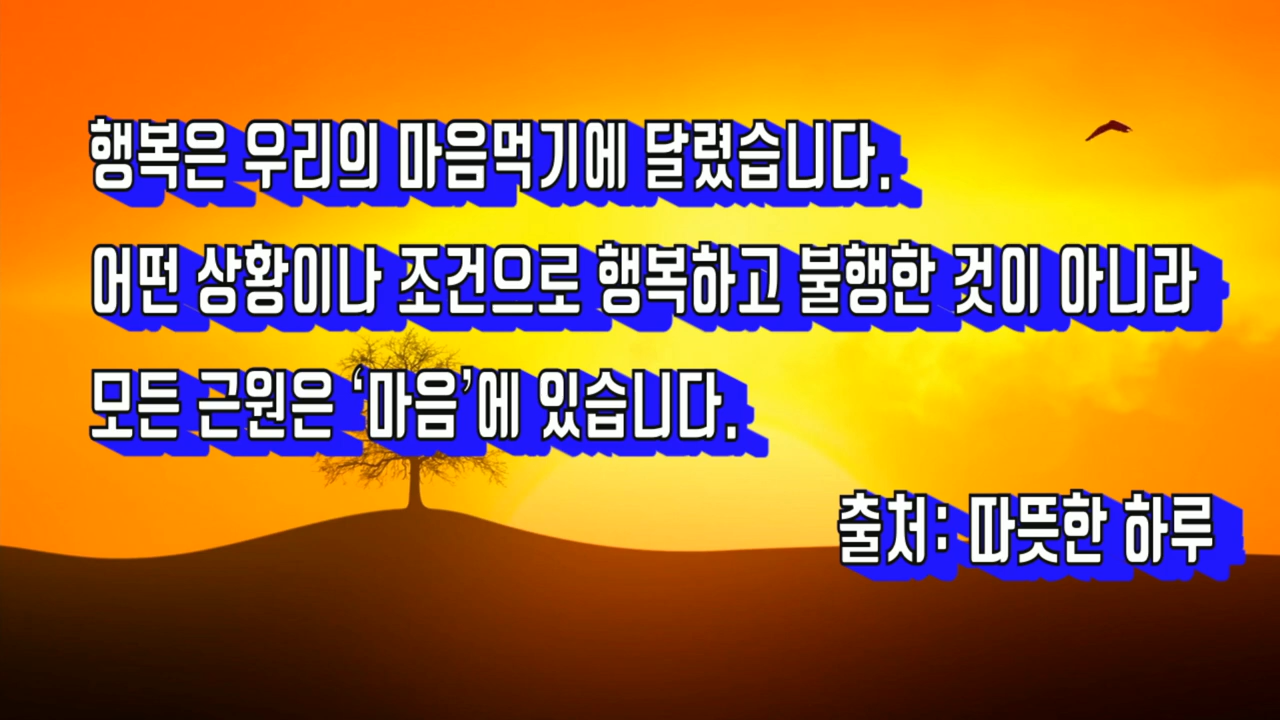 행복은 우리의 마음먹기에 달렸습니다.
어떤 상황이나 조건으로 행복하고 불행한 것이 아니라
모든 근원은 ‘마음’에 있습니다.
출처: 따뜻한 하루